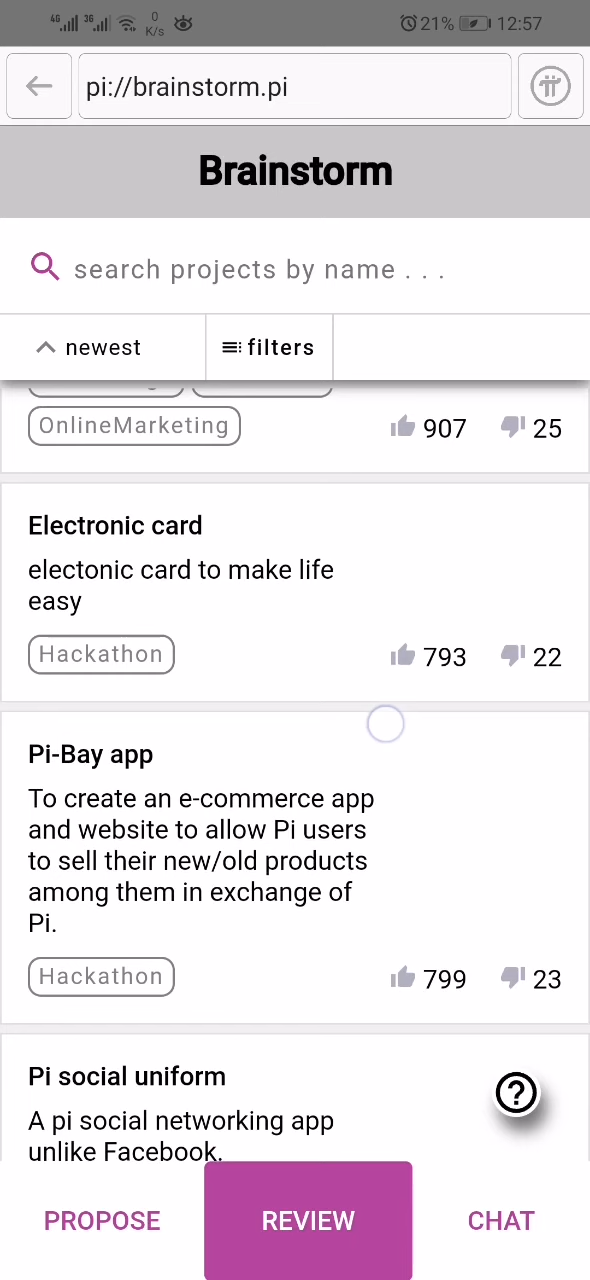 4G 3G 0 K/s 21% 12:57
pi://brainstorm.pi
Brainstorm
search projects by name . . .
newest filters
OnlineMarketing 907 25
Electronic card
electonic card to make life
easy
Hackathon 793 22
Pi-Bay app
To create an e-commerce app
and website to allow Pi users
to sell their new/old products
among them in exchange of
Pi.
Hackathon 799 23
Pi social uniform
A pi social networking app
unlike Facebook.
PROPOSE REVIEW CHAT